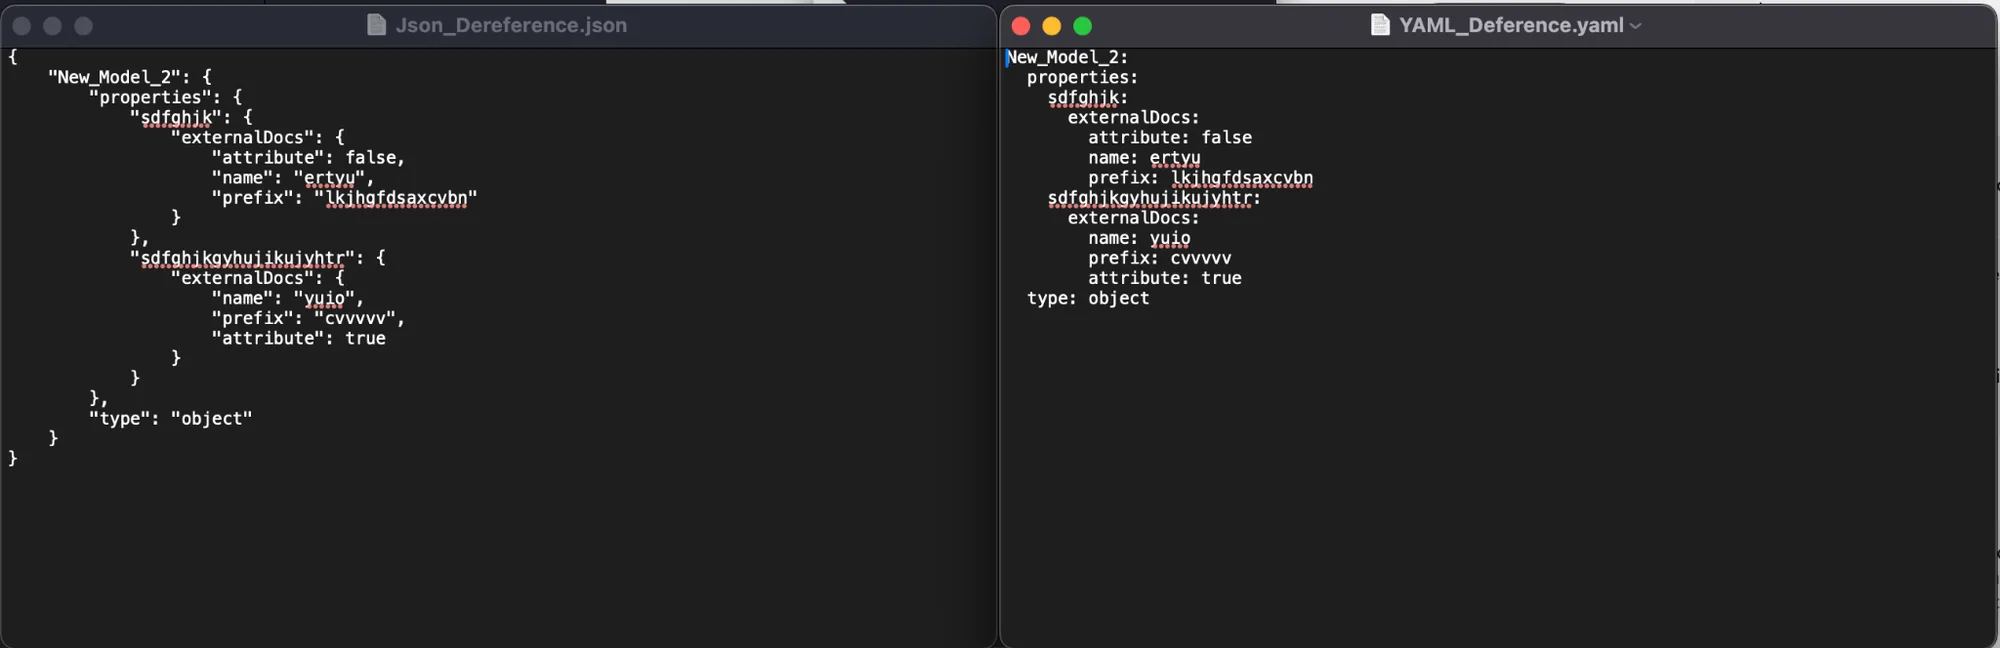 Json_Dereference.json
{
    "New_Model_2": {
        "properties": {
            "sdfghjk": {
                "externalDocs": {
                    "attribute": false,
                    "name": "ertyu",
                    "prefix": "lkjhgfdsaxcvbn"
                }
            },
            "sdfghjkgyhujikujyhtr": {
                "externalDocs": {
                    "name": "yuio",
                    "prefix": "cvvvvv",
                    "attribute": true
                }
            }
        },
        "type": "object"
    }
}
YAML_Deference.yaml
New_Model_2:
  properties:
    sdfghjk:
      externalDocs:
        attribute: false
        name: ertyu
        prefix: lkjhgfdsaxcvbn
    sdfghjkgyhujikujyhtr:
      externalDocs:
        name: yuio
        prefix: cvvvvv
        attribute: true
  type: object